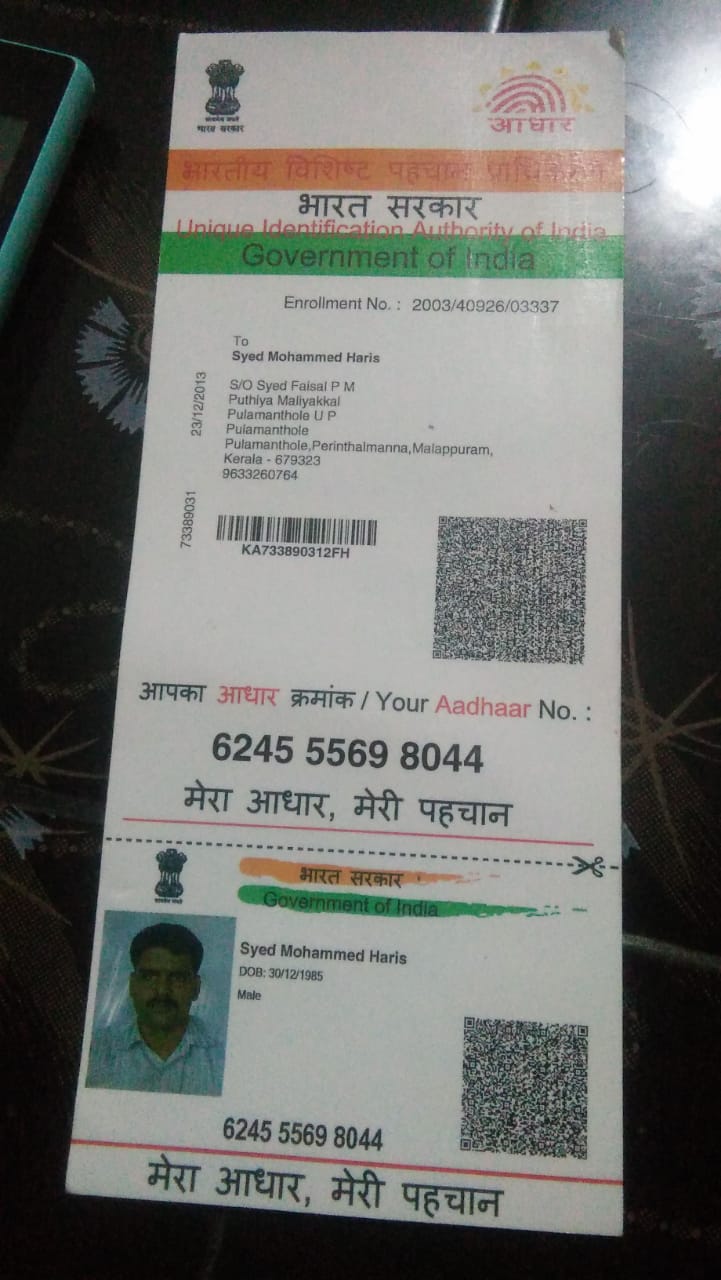 भारत सरकार
आधार
भारतीय विशिष्ट पहचान प्राधिकरण
भारत सरकार
Unique Identification Authority of India
Government of India
Enrollment No. : 2003/40926/03337
To
Syed Mohammed Haris
S/O Syed Faisal P M
Puthiya Maliyakkal
Pulamanthole U P
Pulamanthole
Pulamanthole,Perinthalmanna,Malappuram,
Kerala - 679323
9633260764
23/12/2013
73389031
KA733890312FH
आपका आधार क्रमांक / Your Aadhaar No. :
6245 5569 8044
मेरा आधार, मेरी पहचान
भारत सरकार
Government of India
Syed Mohammed Haris
DOB: 30/12/1985
Male
6245 5569 8044
मेरा आधार, मेरी पहचान